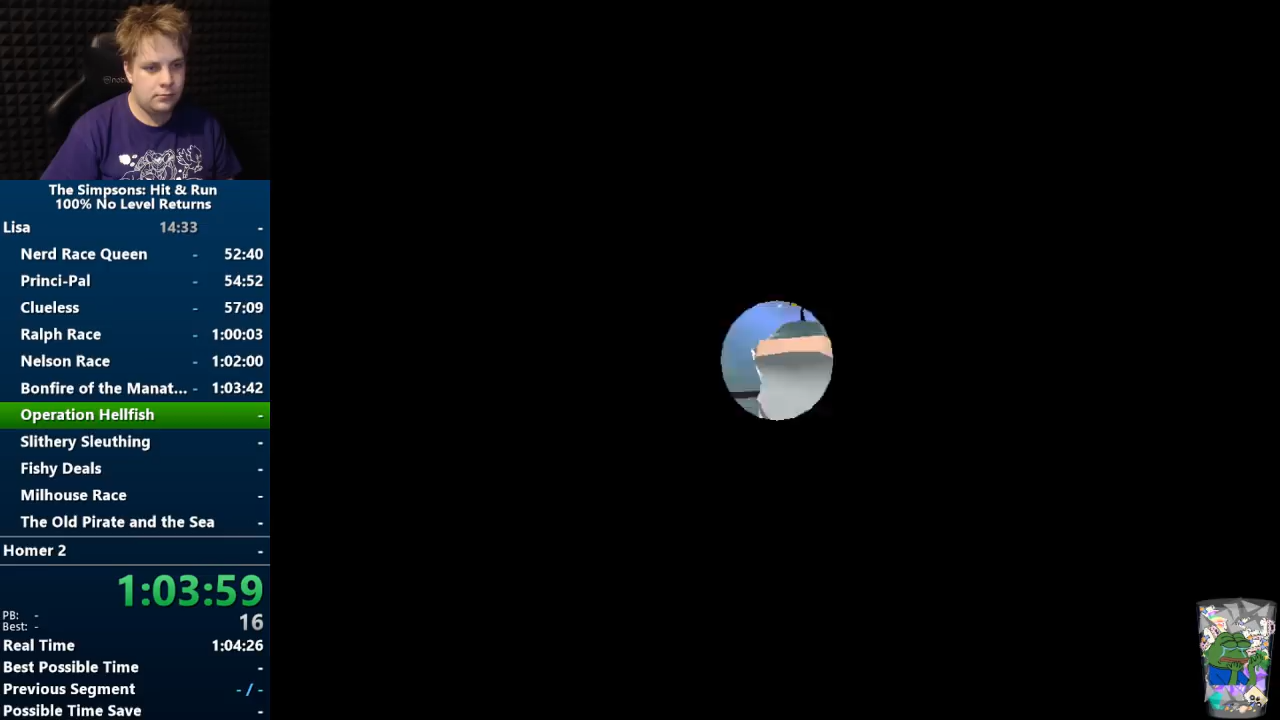 The Simpsons: Hit & Run
100% No Level Returns
Lisa 14:33 -
Nerd Race Queen - 52:40
Princi-Pal - 54:52
Clueless - 57:09
Ralph Race - 1:00:03
Nelson Race - 1:02:00
Bonfire of the Manat... - 1:03:42
Operation Hellfish -
Slithery Sleuthing -
Fishy Deals -
Milhouse Race -
The Old Pirate and the Sea -
Homer 2 -
1:03:59
PB: -
Best: - 16
Real Time 1:04:26
Best Possible Time -
Previous Segment - / -
Possible Time Save -